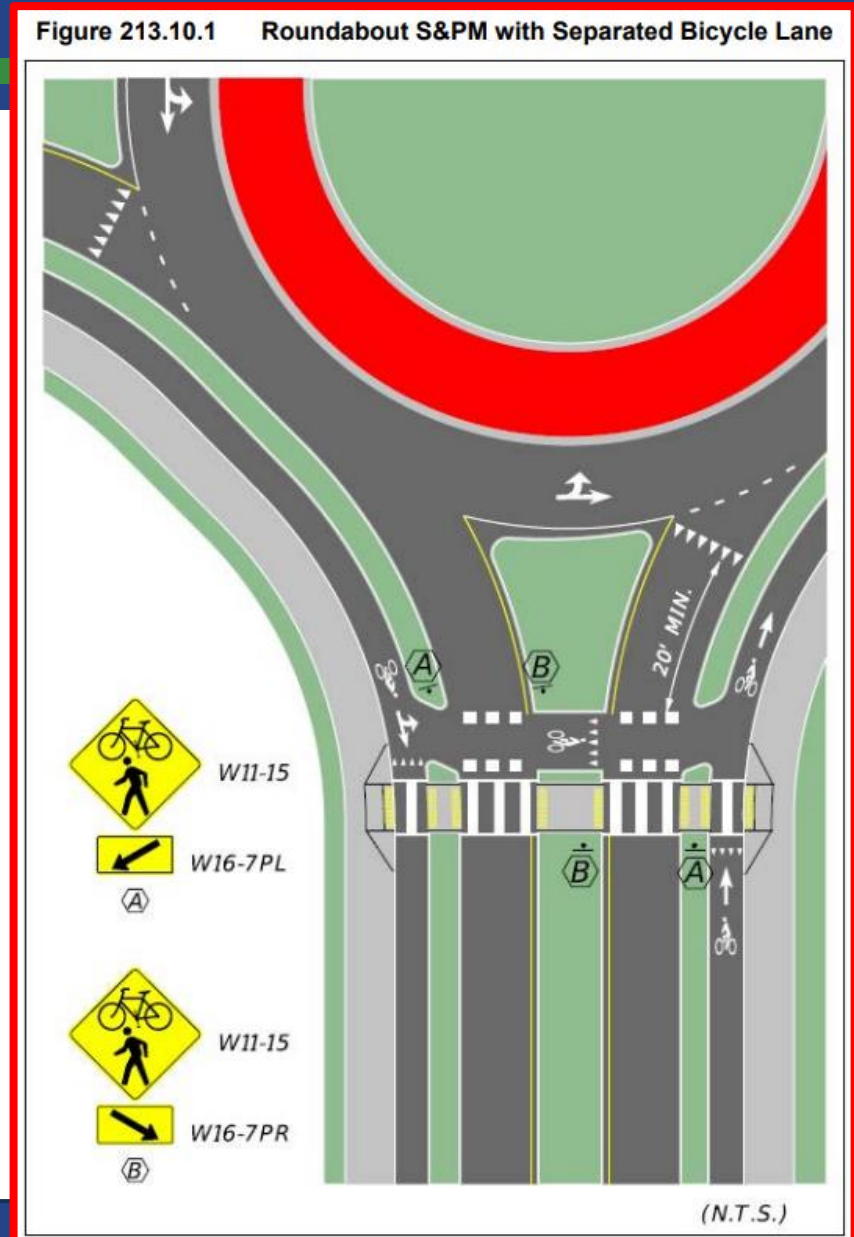 Figure 213.10.1 Roundabout S&PM with Separated Bicycle Lane
20' MIN.
A
B
W11-15
W16-7PL
A
B
A
W11-15
W16-7PR
B
(N.T.S.)